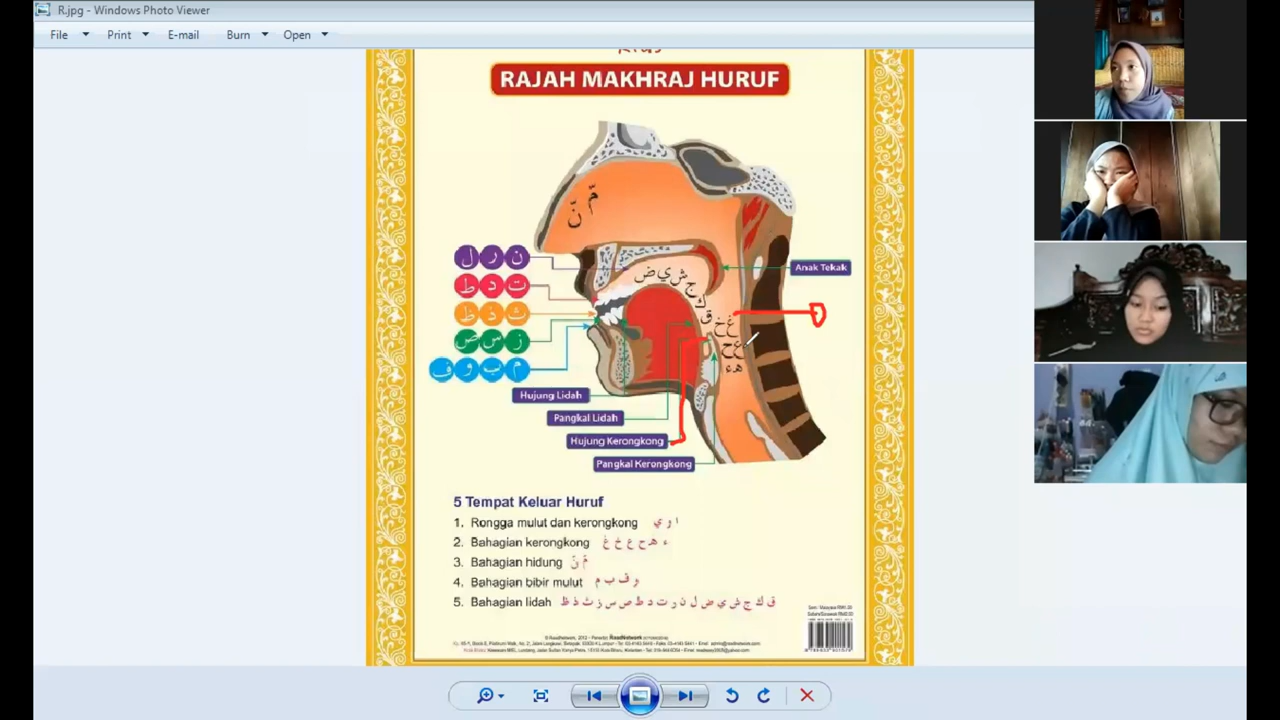 R.jpg - Windows Photo Viewer
File Print E-mail Burn Open
RAJAH MAKHRAJ HURUF
نّ مّ
ل ر ن
ط د ت
ظ ذ ث
ص س ز
ف و ب م
ض ي ش ج ك ق
غ خ
ع ح
ه ء
Anak Tekak
Hujung Lidah
Pangkal Lidah
Hujung Kerongkong
Pangkal Kerongkong
5 Tempat Keluar Huruf
1. Rongga mulut dan kerongkong ا و ي
2. Bahagian kerongkong ء ه ح ع خ غ
3. Bahagian hidung مّ نّ
4. Bahagian bibir mulut و ف ب م
5. Bahagian lidah ق ك ج ش ي ض ل ن ر ت د ط ص س ز ث ذ ظ